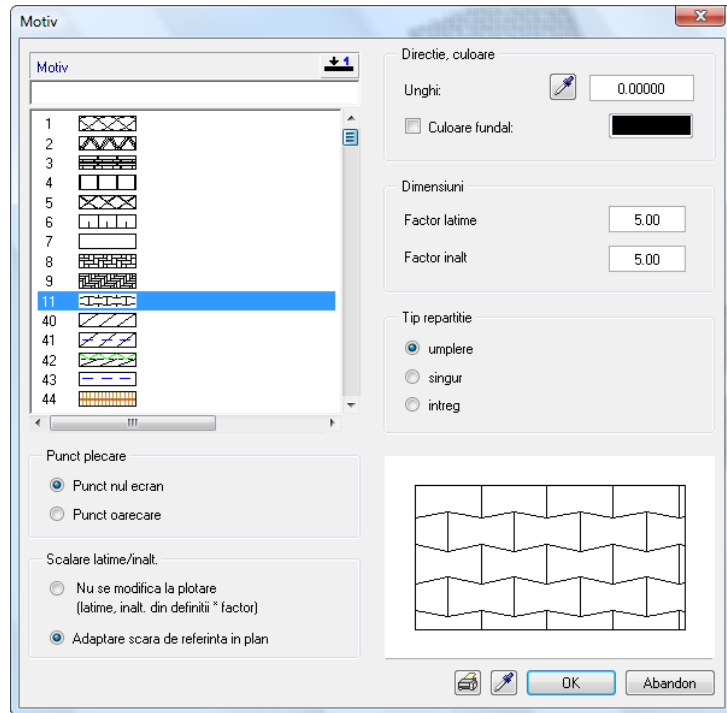 Motiv
Motiv
1
1
2
3
4
5
6
7
8
9
11
40
41
42
43
44
Punct plecare
Punct nul ecran
Punct oarecare
Scalare latime/inalt.
Nu se modifica la plotare
(latime, inalt. din definitii * factor)
Adaptare scara de referinta in plan
Directie, culoare
Unghi: 0.00000
Culoare fundal:
Dimensiuni
Factor latime 5.00
Factor inalt 5.00
Tip repartitie
umplere
singur
intreg
OK Abandon